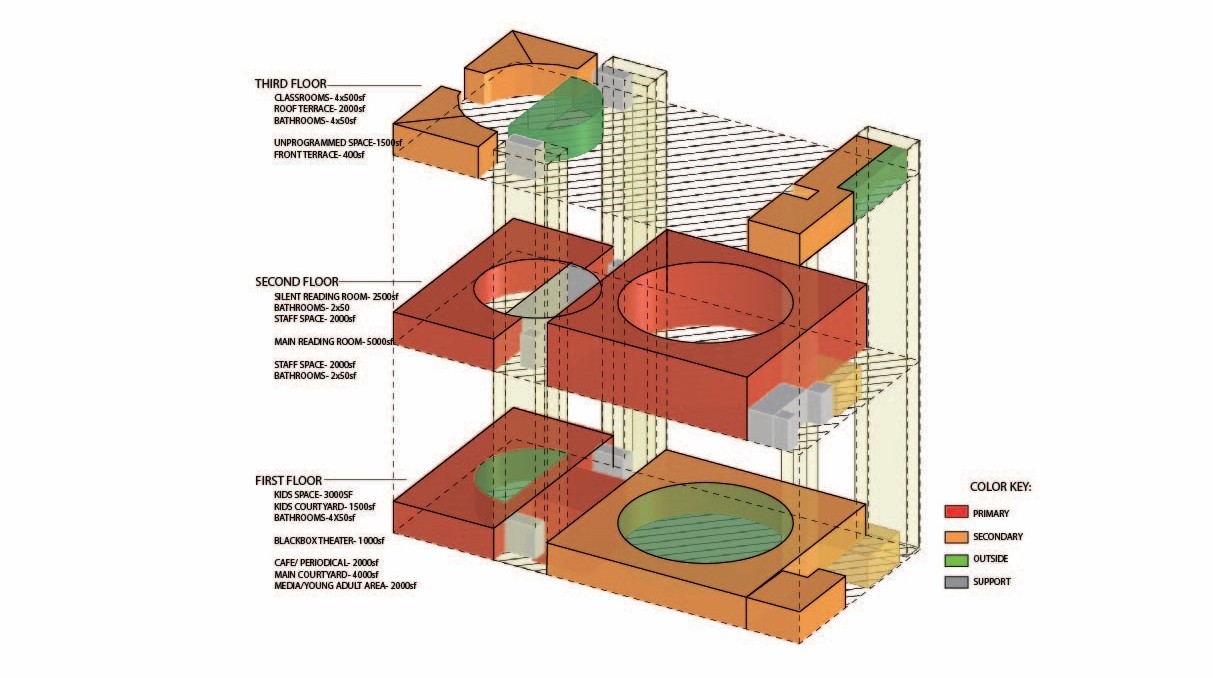 THIRD FLOOR
CLASSROOMS- 4x500sf
ROOF TERRACE- 2000sf
BATHROOMS- 4x50sf
UNPROGRAMMED SPACE-1500sf
FRONT TERRACE- 400sf
SECOND FLOOR
SILENT READING ROOM- 2500sf
BATHROOMS- 2x50
STAFF SPACE- 2000sf
MAIN READING ROOM- 5000sf
STAFF SPACE- 2000sf
BATHROOMS- 2x50sf
FIRST FLOOR
KIDS SPACE- 3000SF
KIDS COURTYARD- 1500sf
BATHROOMS-4X50sf
BLACKBOX THEATER- 1000sf
CAFE/ PERIODICAL- 2000sf
MAIN COURTYARD- 4000sf
MEDIA/YOUNG ADULT AREA- 2000sf
COLOR KEY:
PRIMARY
SECONDARY
OUTSIDE
SUPPORT